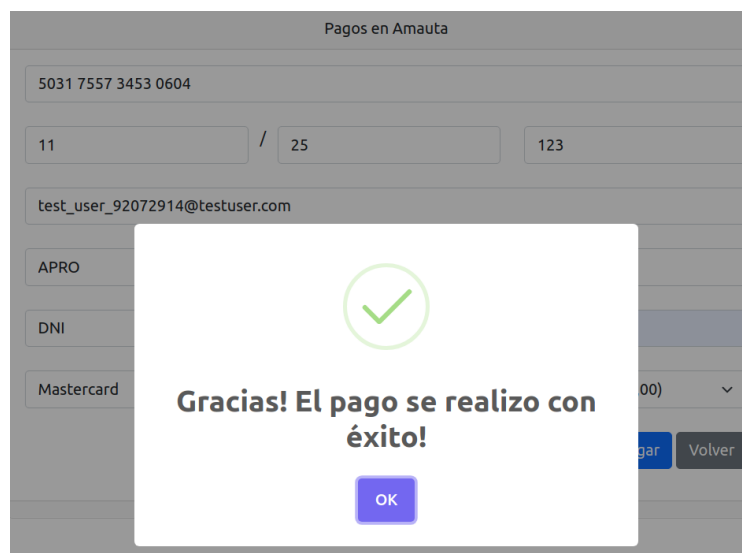 Pagos en Amauta
5031 7557 3453 0604
11 / 25 123
test_user_92072914@testuser.com
APRO
DNI
Mastercard 00)
Gracias! El pago se realizo con
éxito!
gar Volver
OK